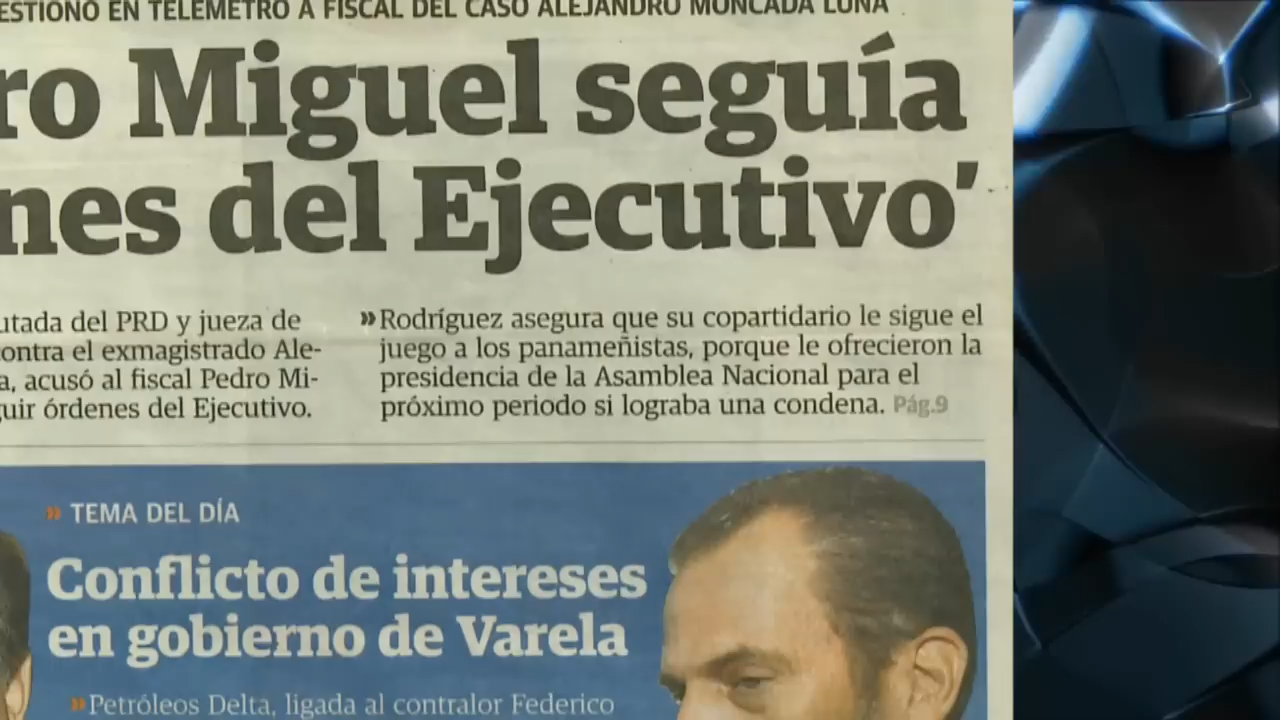 ESTIONÓ EN TELEMETRO A FISCAL DEL CASO ALEJANDRO MONCADA LUNA
ro Miguel seguía
nes del Ejecutivo'
utada del PRD y jueza de
ontra el exmagistrado Ale-
a, acusó al fiscal Pedro Mi-
guir órdenes del Ejecutivo.
»Rodríguez asegura que su copartidario le sigue el
juego a los panameñistas, porque le ofrecieron la
presidencia de la Asamblea Nacional para el
próximo periodo si lograba una condena. Pág.9
» TEMA DEL DÍA
Conflicto de intereses
en gobierno de Varela
»Petróleos Delta, ligada al contralor Federico